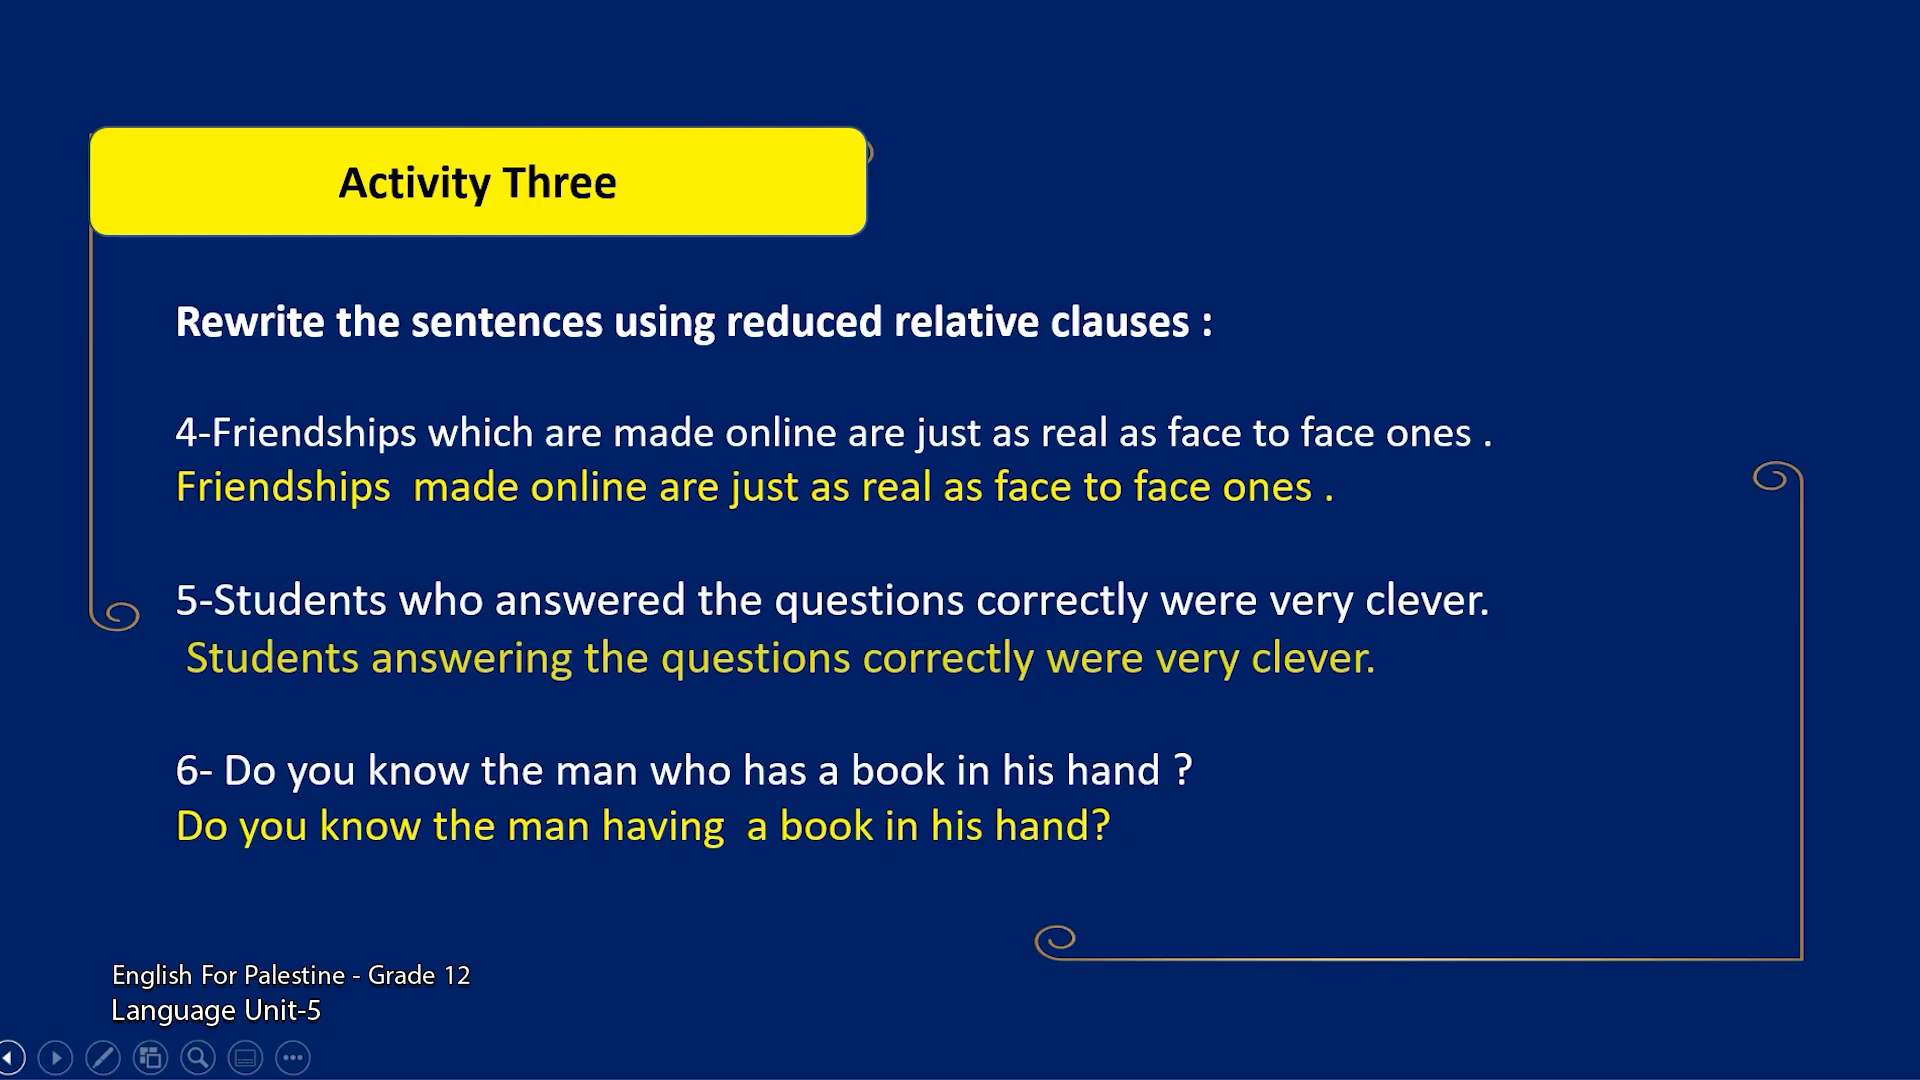 Activity Three
Rewrite the sentences using reduced relative clauses :
4-Friendships which are made online are just as real as face to face ones .
Friendships  made online are just as real as face to face ones .
5-Students who answered the questions correctly were very clever.
Students answering the questions correctly were very clever.
6- Do you know the man who has a book in his hand ?
Do you know the man having  a book in his hand?
English For Palestine - Grade 12
Language Unit-5